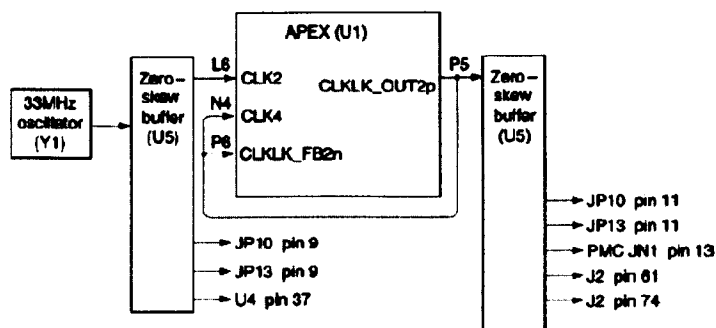 APEX (U1)
33MHz
oscillator
(Y1)
Zero-
skew
buffer
(U5)
L6
CLK2
N4
CLK4
P6
CLKLK_FB2n
CLKLK_OUT2p
P5
Zero-
skew
buffer
(U5)
JP10 pin 9
JP13 pin 9
U4 pin 37
JP10 pin 11
JP13 pin 11
PMC JN1 pin 13
J2 pin 61
J2 pin 74